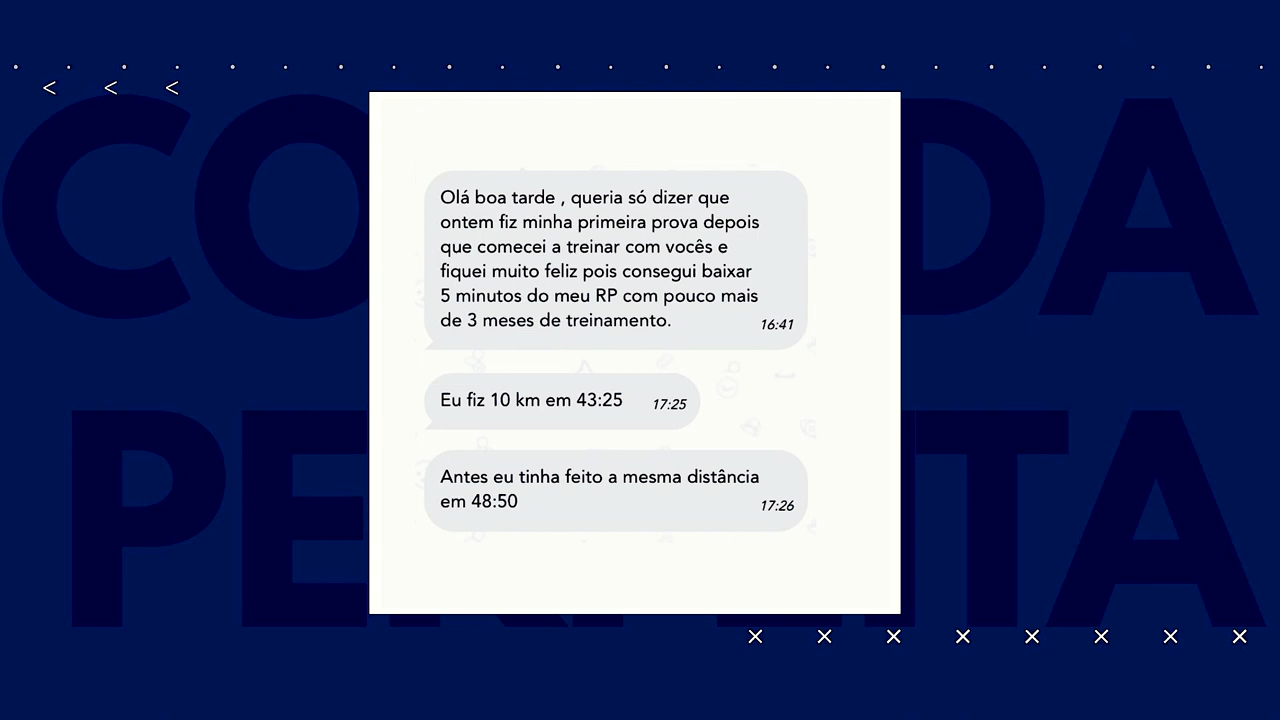 < < <
CO DA
Olá boa tarde , queria só dizer que
ontem fiz minha primeira prova depois
que comecei a treinar com vocês e
fiquei muito feliz pois consegui baixar
5 minutos do meu RP com pouco mais
de 3 meses de treinamento.
16:41
Eu fiz 10 km em 43:25
17:25
Antes eu tinha feito a mesma distância
em 48:50
17:26